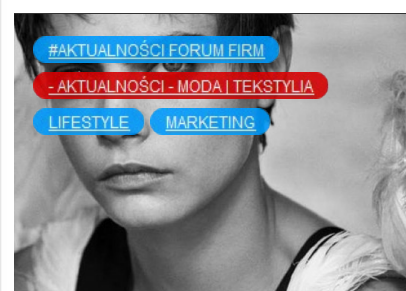 #AKTUALNOŚCI FORUM FIRM
- AKTUALNOŚCI - MODA | TEKSTYLIA
LIFESTYLE MARKETING